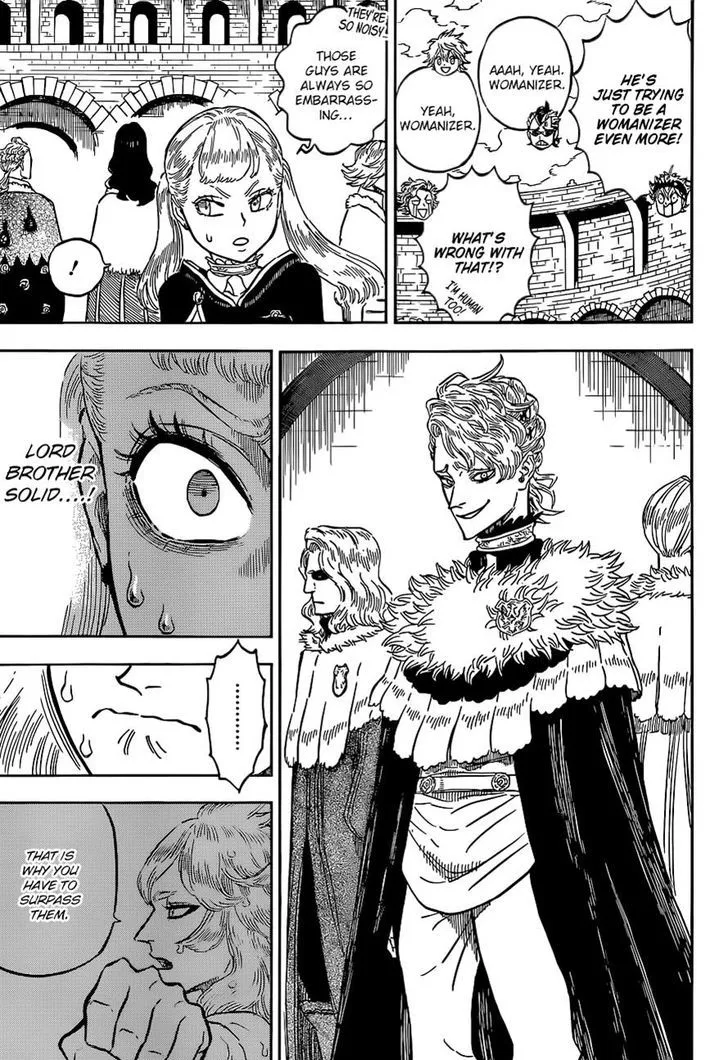 HE'S
JUST TRYING
TO BE A
WOMANIZER
EVEN MORE!
AAAH, YEAH.
WOMANIZER.
YEAH,
WOMANIZER.
WHAT'S
WRONG WITH
THAT!?
I'M HUMAN
TOO!
THEY'RE
SO NOISY
THOSE
GUYS ARE
ALWAYS SO
EMBARRASS-
ING...
!
LORD
BROTHER
SOLID....!
.........
THAT IS
WHY YOU
HAVE TO
SURPASS
THEM.